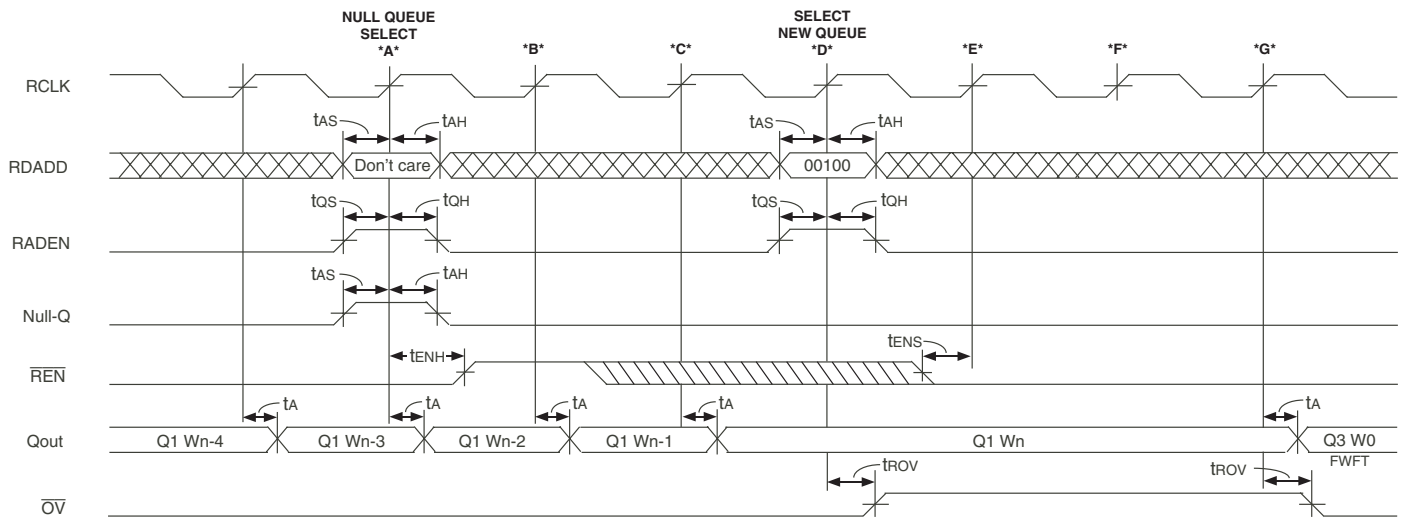 NULL QUEUE
SELECT
*A*
*B*
*C*
SELECT
NEW QUEUE
*D*
*E*
*F*
*G*
RCLK
tAS
tAH
tAS
tAH
RDADD
Don't care
00100
tQS
tQH
tQS
tQH
RADEN
tAS
tAH
Null-Q
tENH
tENS
REN
tA
tA
tA
tA
tA
Qout
Q1 Wn-4
Q1 Wn-3
Q1 Wn-2
Q1 Wn-1
Q1 Wn
Q3 W0
FWFT
tROV
tROV
OV